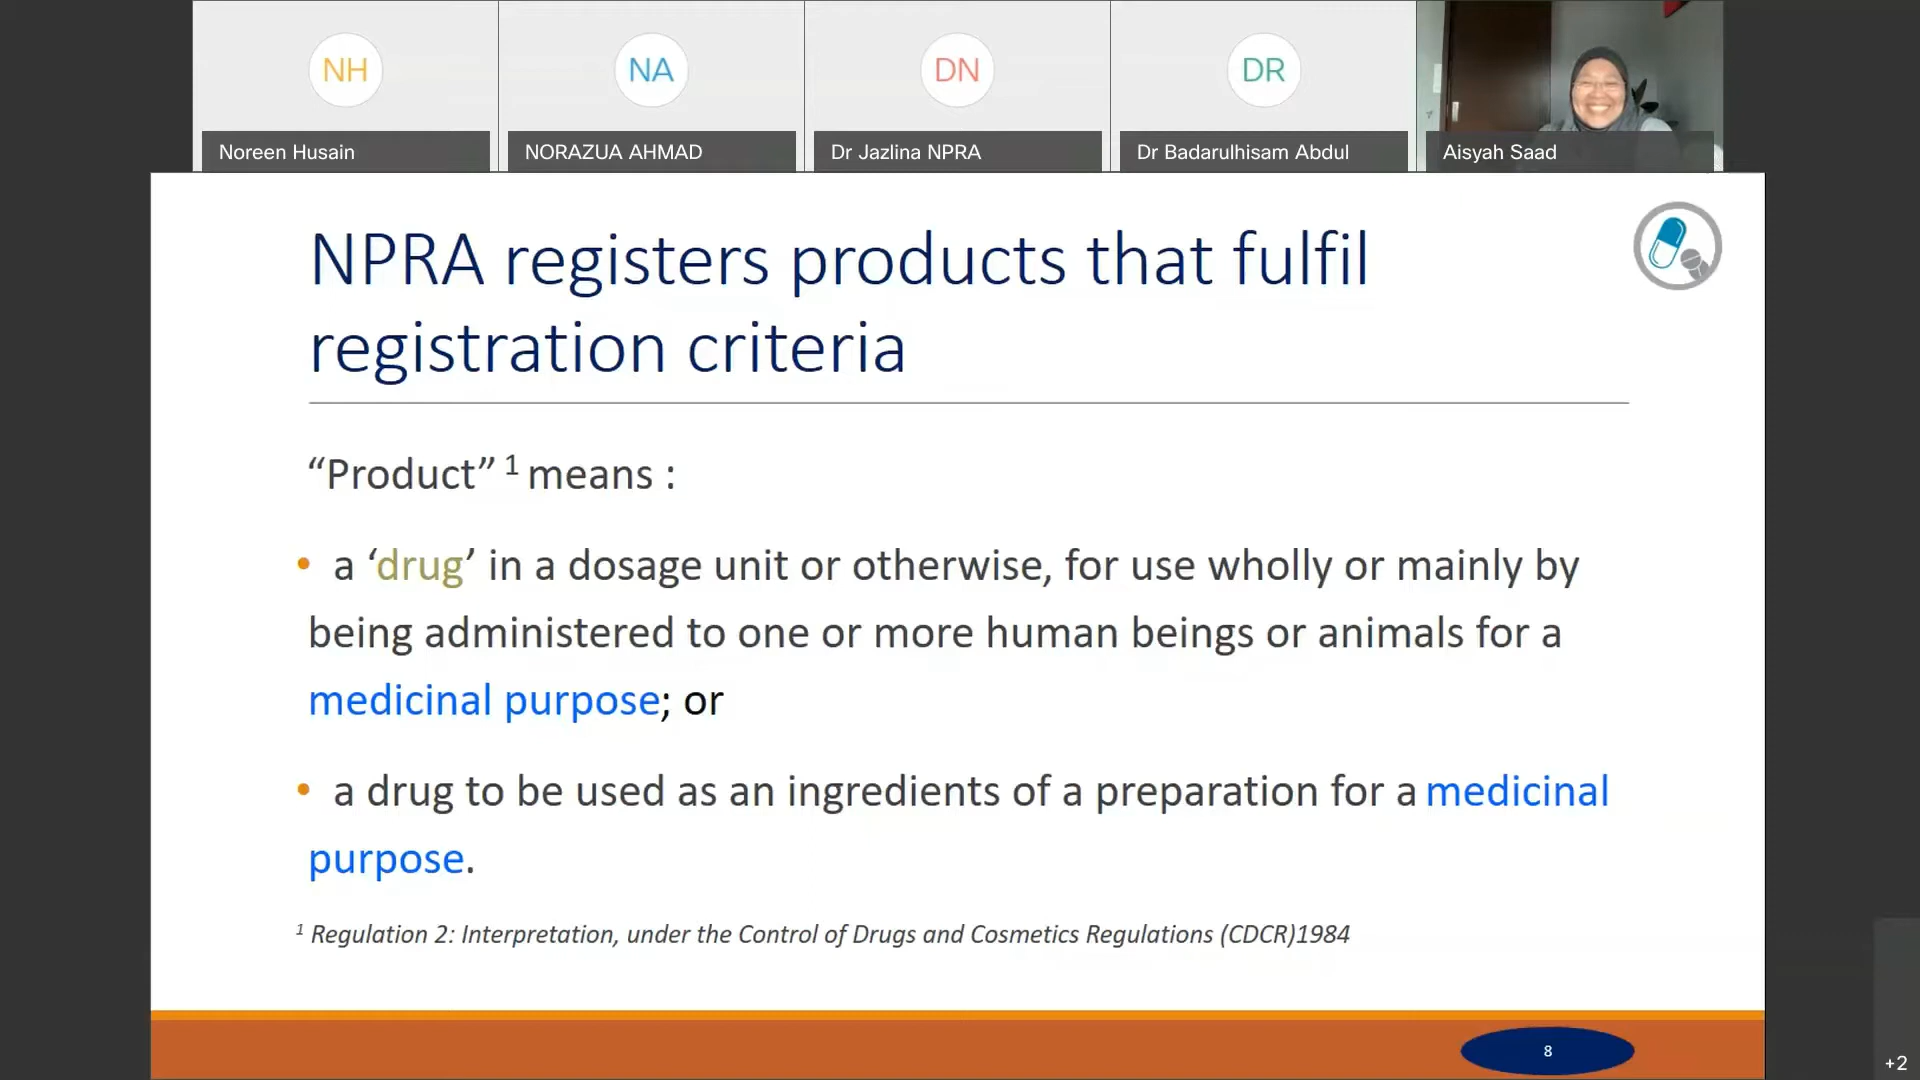 NH
NA
DN
DR
Noreen Husain
NORAZUA AHMAD
Dr Jazlina NPRA
Dr Badarulhisam Abdul
Aisyah Saad
NPRA registers products that fulfil
registration criteria
“Product” 1 means :
• a ‘drug’ in a dosage unit or otherwise, for use wholly or mainly by
being administered to one or more human beings or animals for a
medicinal purpose; or
• a drug to be used as an ingredients of a preparation for a medicinal
purpose.
1 Regulation 2: Interpretation, under the Control of Drugs and Cosmetics Regulations (CDCR)1984
8
+2